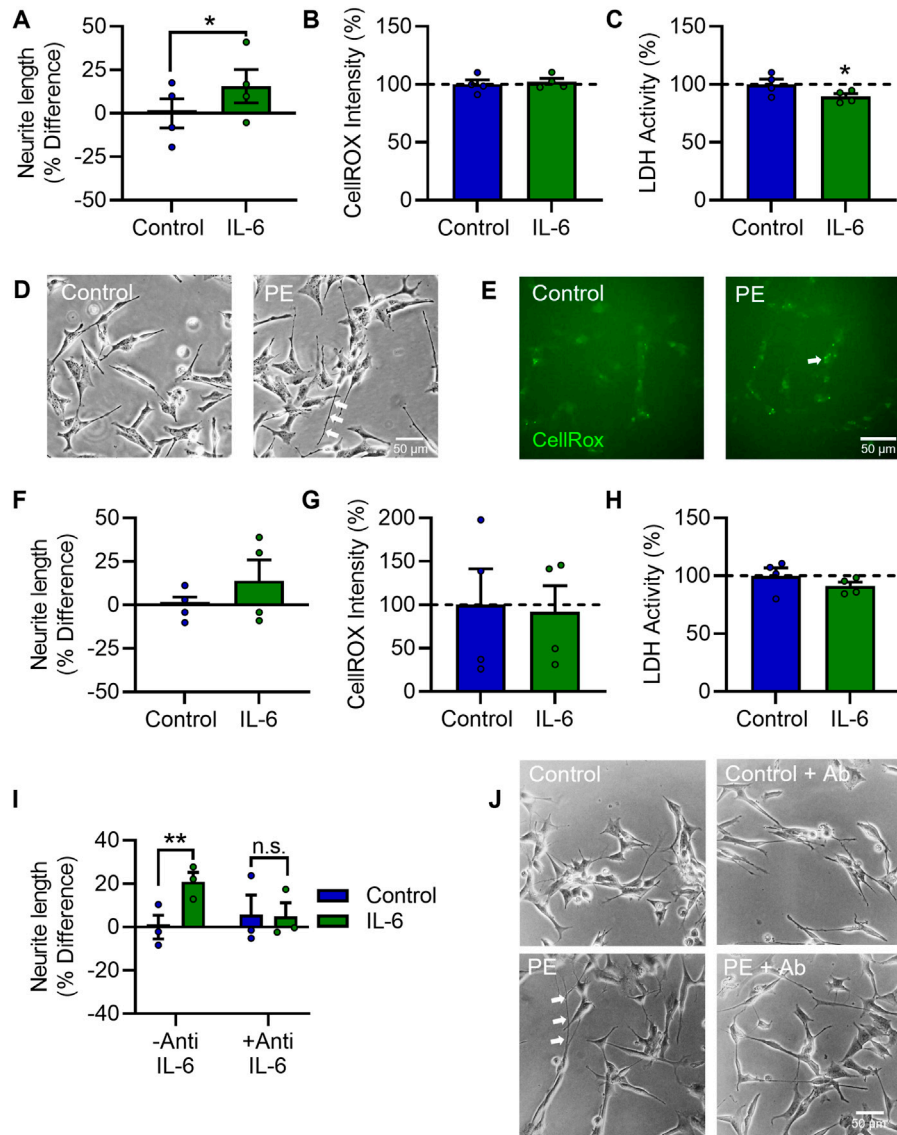 A
*
Neurite length
(% Difference)
50
25
0
-25
-50
Control
IL-6
B
CellROX Intensity (%)
150
100
50
0
Control
IL-6
C
LDH Activity (%)
150
100
50
0
*
Control
IL-6
D
Control
PE
50 µm
E
Control
CellRox
PE
50 µm
F
Neurite length
(% Difference)
50
25
0
-25
-50
Control
IL-6
G
CellROX Intensity (%)
200
150
100
50
0
Control
IL-6
H
LDH Activity (%)
150
100
50
0
Control
IL-6
I
Neurite length
(% Difference)
40
20
0
-20
-40
**
n.s.
Control
IL-6
-Anti
IL-6
+Anti
IL-6
J
Control
Control + Ab
PE
PE + Ab
50 µm